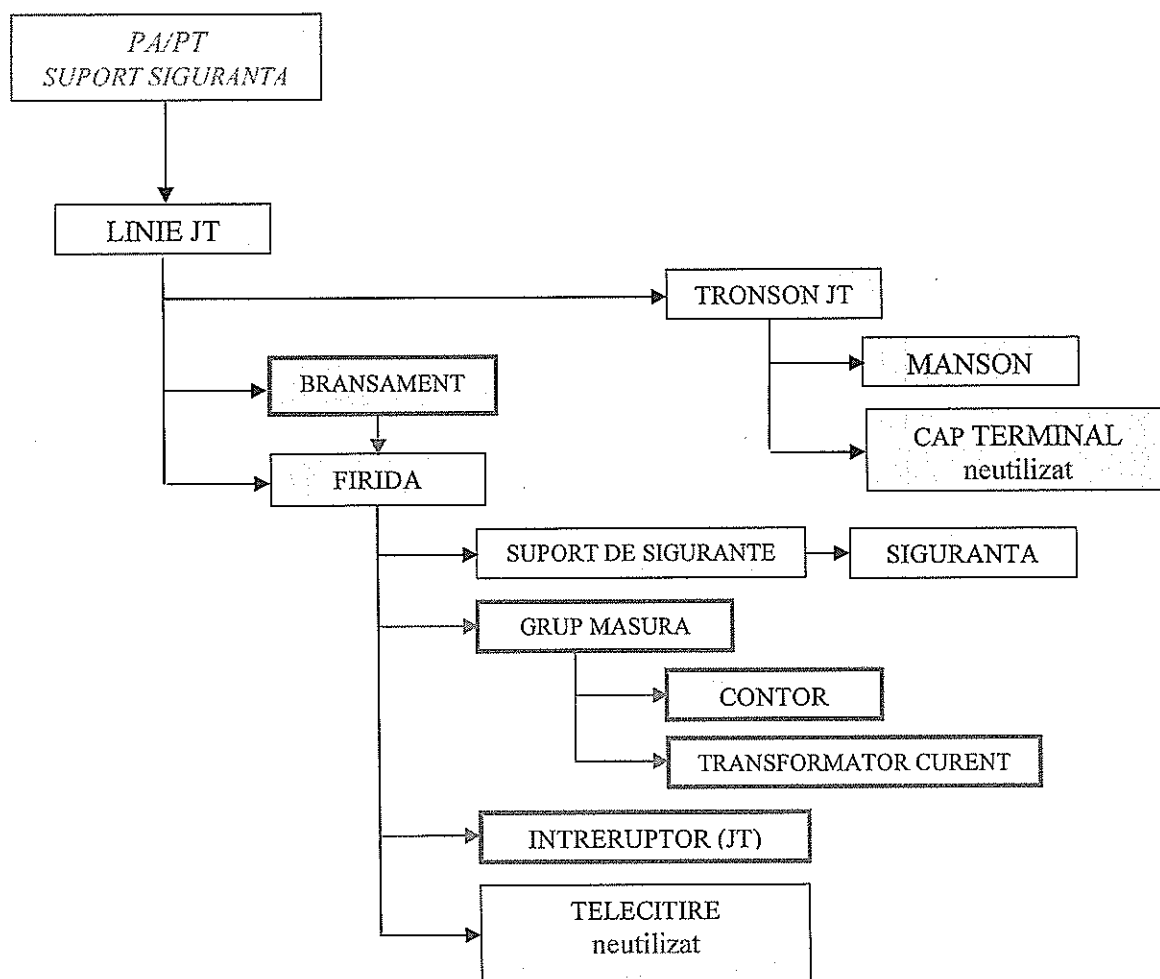 PA/PT
SUPORT SIGURANTA
LINIE JT
TRONSON JT
MANSON
BRANSAMENT
CAP TERMINAL
neutilizat
FIRIDA
SUPORT DE SIGURANTE
SIGURANTA
GRUP MASURA
CONTOR
TRANSFORMATOR CURENT
INTRERUPTOR (JT)
TELECITIRE
neutilizat